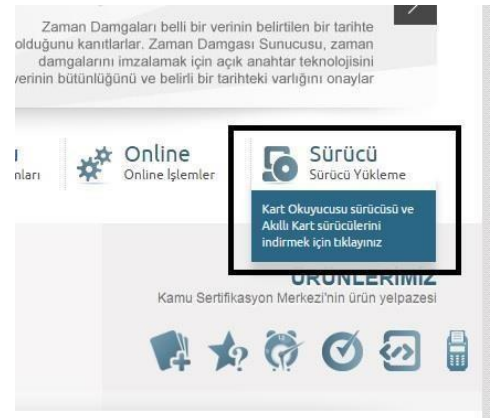 Zaman Damgaları belli bir verinin belirtilen bir tarihte
olduğunu kanıtlarlar. Zaman Damgası Sunucusu, zaman
damgalarını imzalamak için açık anahtar teknolojisini
verinin bütünlüğünü ve belirli bir tarihteki varlığını onaylar
Online
Online İşlemler
Sürücü
Sürücü Yükleme
Kart Okuyucusu sürücüsü ve
Akıllı Kart sürücülerini
indirmek için tıklayınız
ÜRÜNLERİMİZ
Kamu Sertifikasyon Merkezi'nin ürün yelpazesi